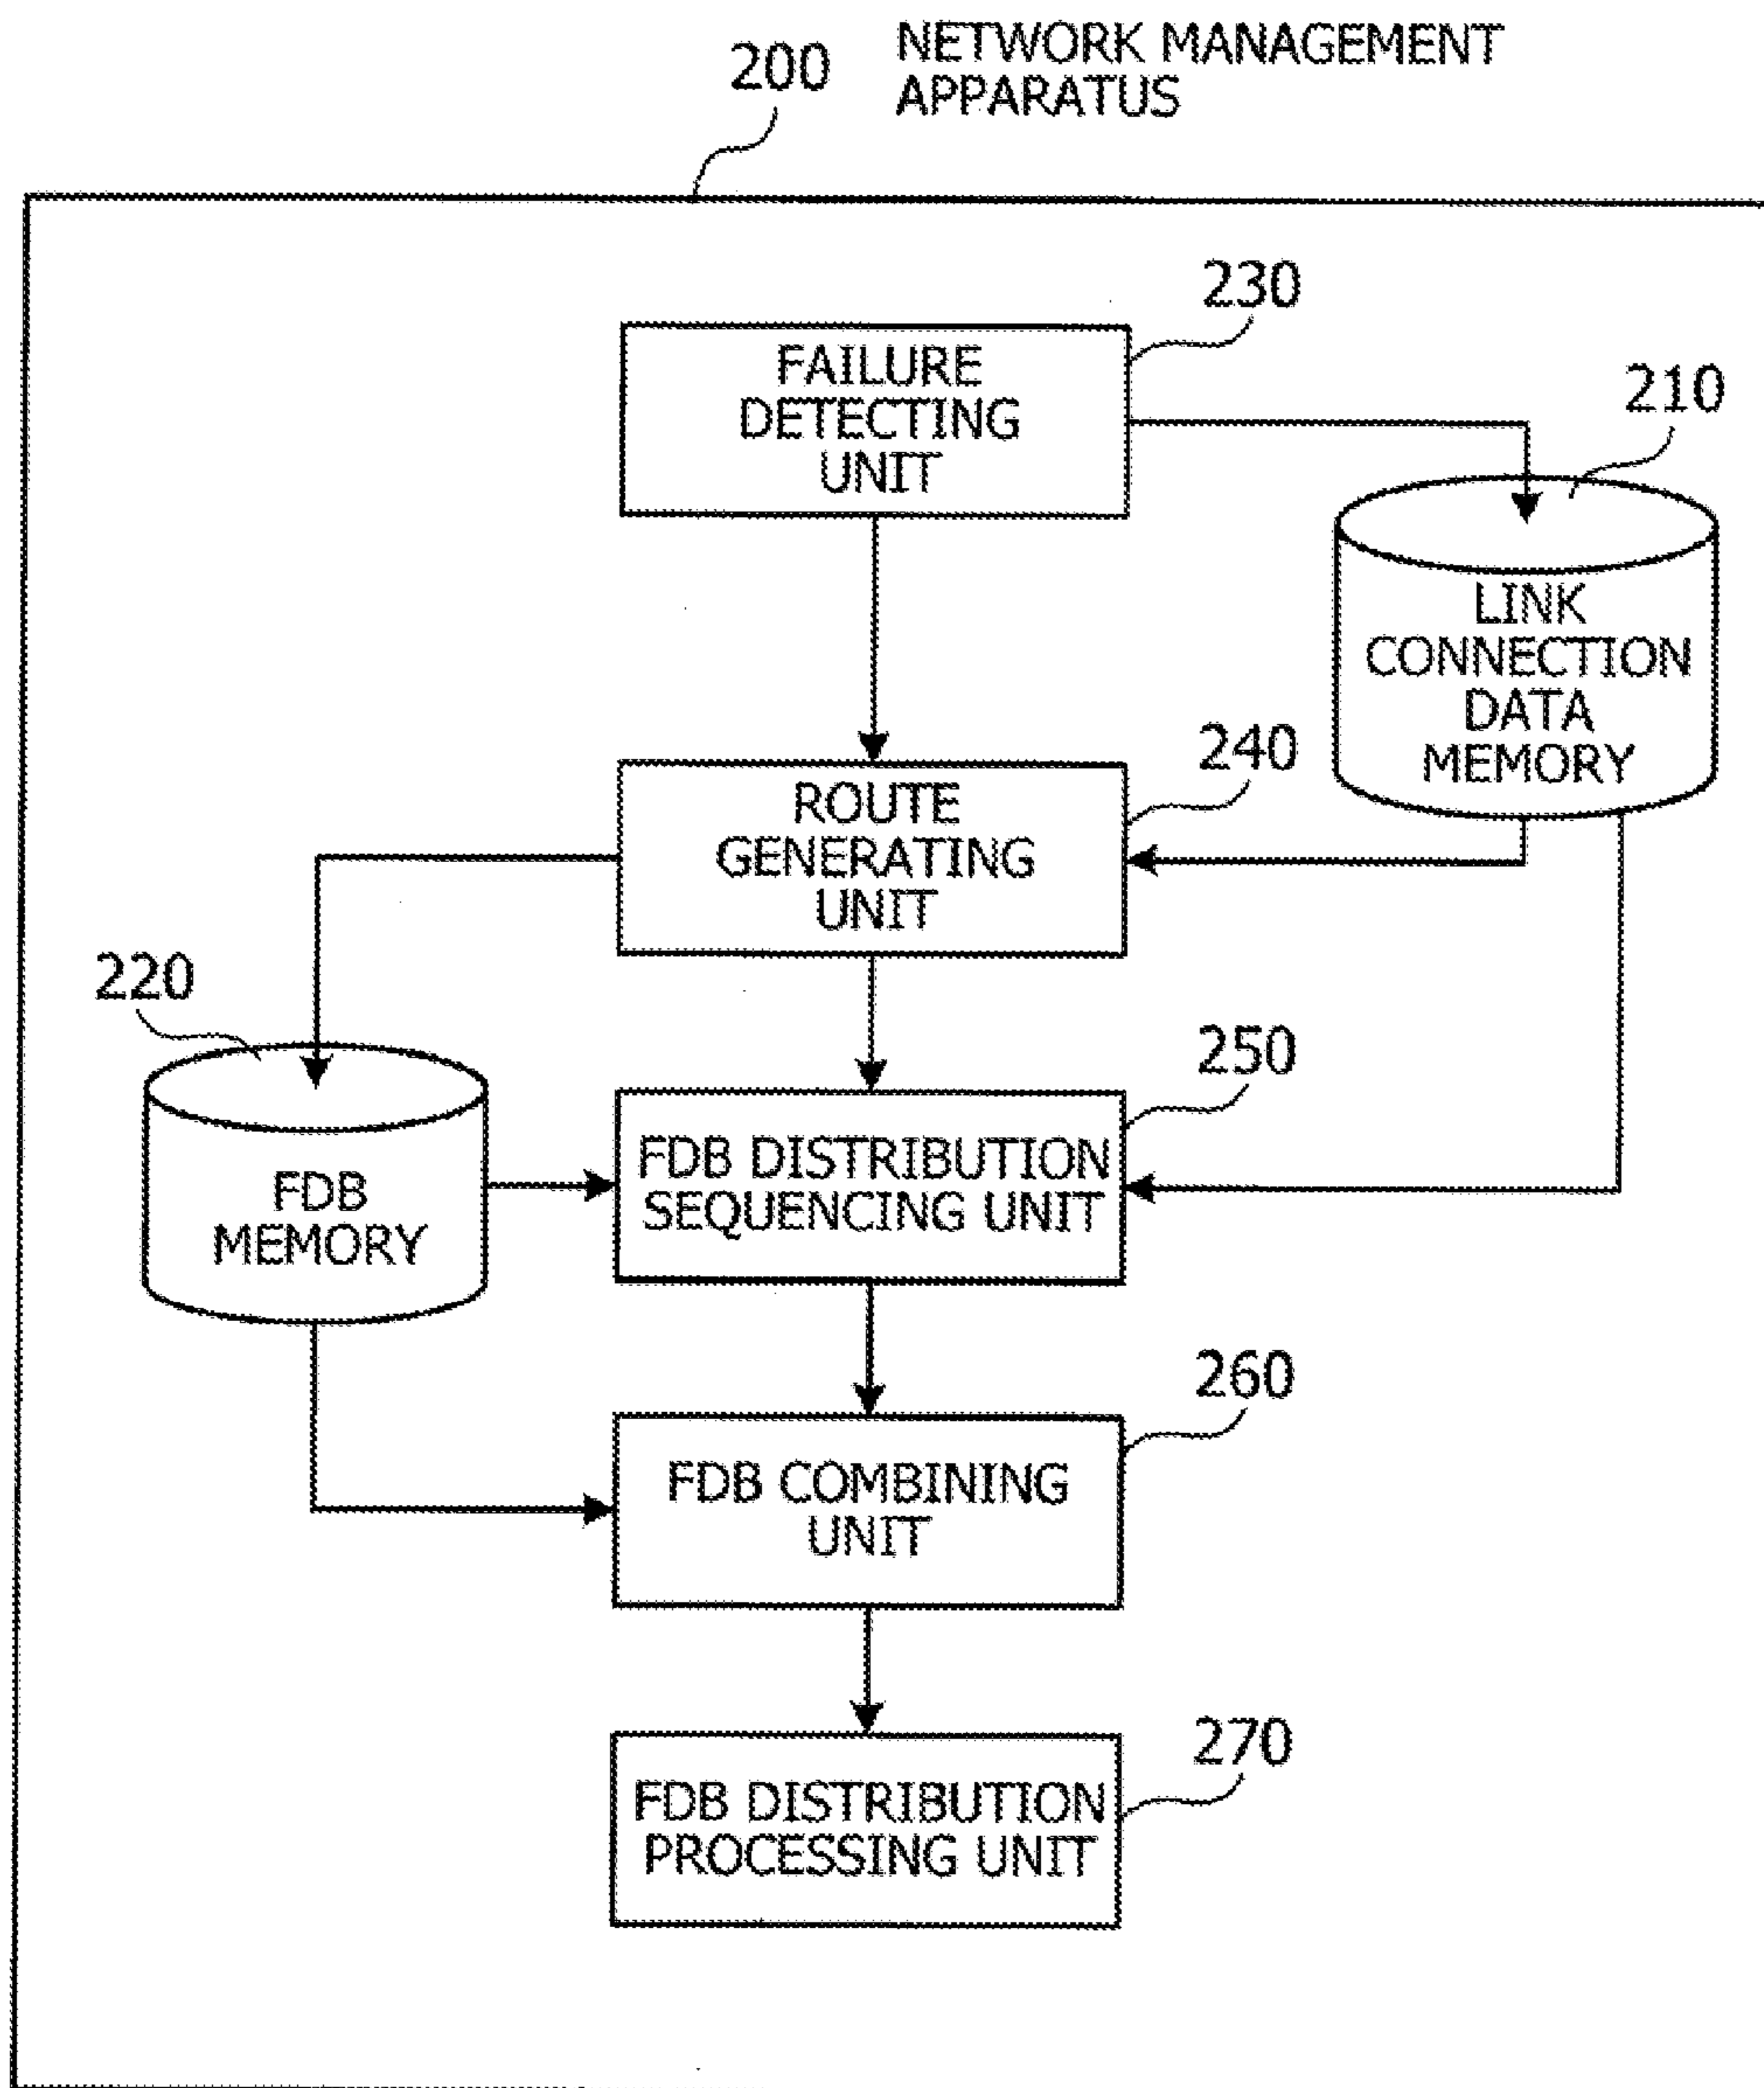 NETWORK MANAGEMENT
APPARATUS
200
230
FAILURE
DETECTING
UNIT
210
LINK
CONNECTION
DATA
MEMORY
240
ROUTE
GENERATING
UNIT
220
FDB
MEMORY
250
FDB DISTRIBUTION
SEQUENCING UNIT
260
FDB COMBINING
UNIT
270
FDB DISTRIBUTION
PROCESSING UNIT